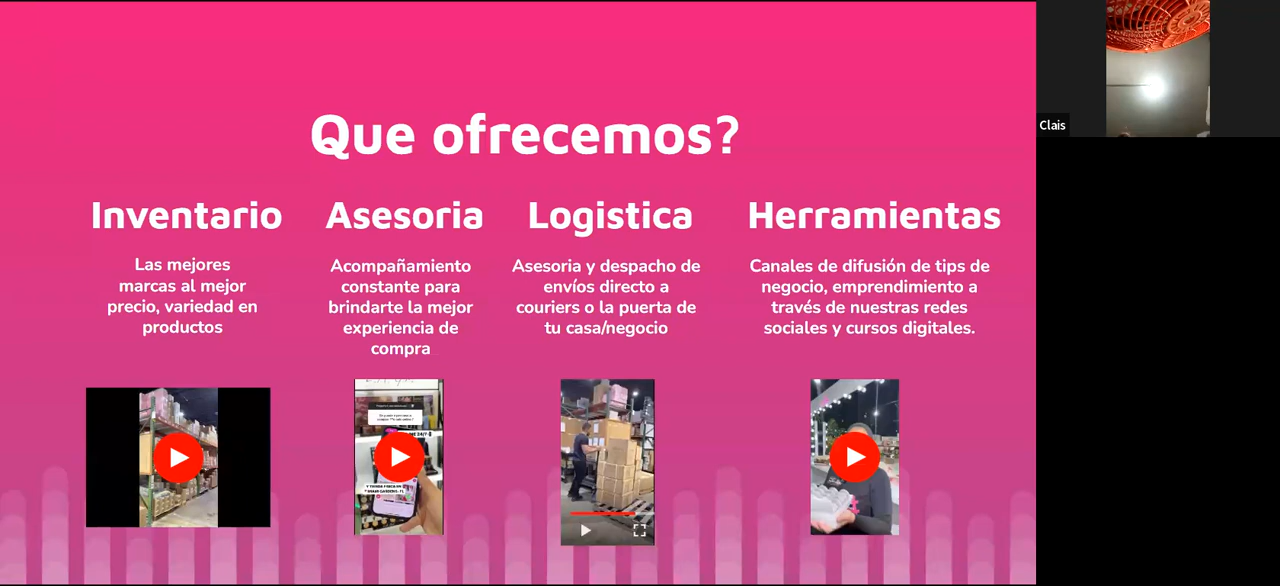 Que ofrecemos?
Inventario
Las mejores
marcas al mejor
precio, variedad en
productos
Asesoria
Acompañamiento
constante para
brindarte la mejor
experiencia de
compra
Logistica
Asesoria y despacho de
envíos directo a
couriers o la puerta de
tu casa/negocio
Herramientas
Canales de difusión de tips de
negocio, emprendimiento a
través de nuestras redes
sociales y cursos digitales.
Clais